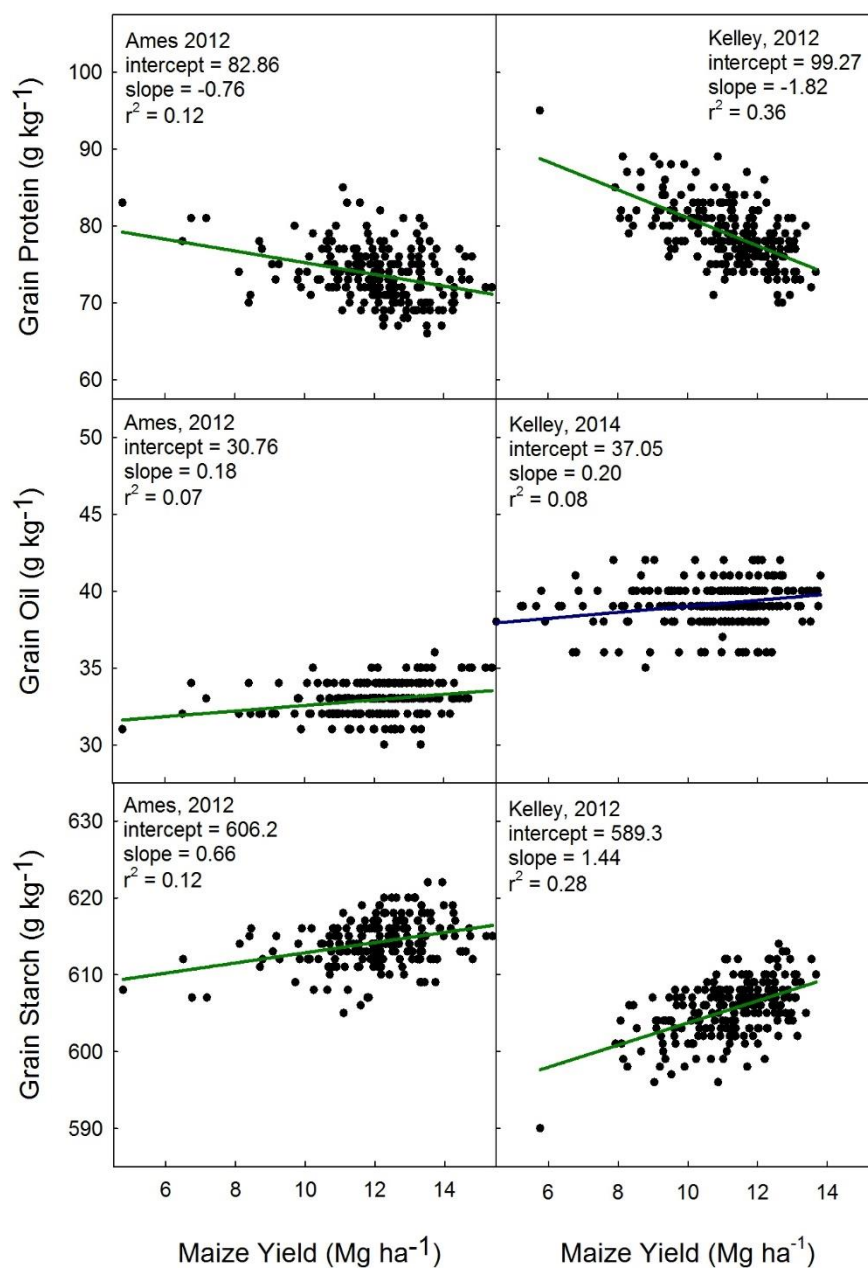 Ames 2012
intercept = 82.86
slope = -0.76
r² = 0.12
Kelley, 2012
intercept = 99.27
slope = -1.82
r² = 0.36
Grain Protein (g kg⁻¹)
100
90
80
70
60
Ames, 2012
intercept = 30.76
slope = 0.18
r² = 0.07
Kelley, 2014
intercept = 37.05
slope = 0.20
r² = 0.08
Grain Oil (g kg⁻¹)
50
45
40
35
30
Ames, 2012
intercept = 606.2
slope = 0.66
r² = 0.12
Kelley, 2012
intercept = 589.3
slope = 1.44
r² = 0.28
Grain Starch (g kg⁻¹)
630
620
610
600
590
6 8 10 12 14
6 8 10 12 14
Maize Yield (Mg ha⁻¹)
Maize Yield (Mg ha⁻¹)